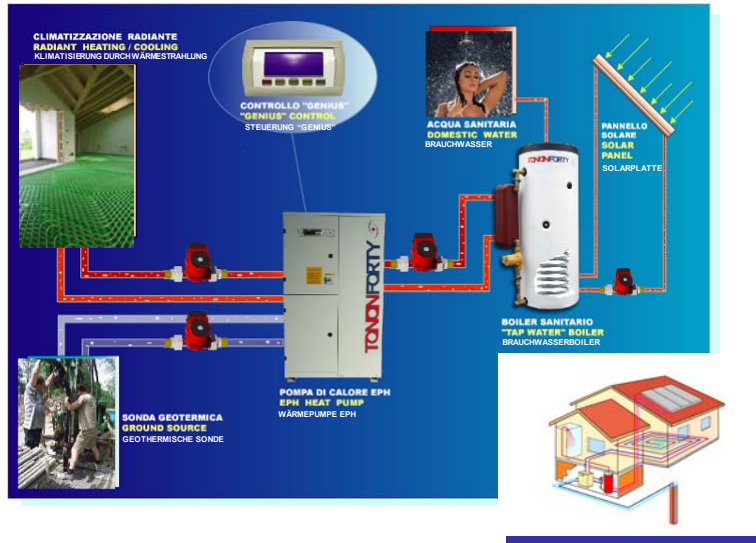 CLIMATIZZAZIONE RADIANTE
RADIANT HEATING / COOLING
KLIMATISIERUNG DURCH WÄRMESTRAHLUNG
CONTROLLO "GENIUS"
"GENIUS" CONTROL
STEUERUNG "GENIUS"
ACQUA SANITARIA
DOMESTIC WATER
BRAUCHWASSER
PANNELLO
SOLARE
SOLAR
PANEL
SOLARPLATTE
TONONFORTY
TONONFORTY
BOILER SANITARIO
"TAP WATER" BOILER
BRAUCHWASSERBOILER
POMPA DI CALORE EPH
EPH HEAT PUMP
WÄRMEPUMPE EPH
SONDA GEOTERMICA
GROUND SOURCE
GEOTHERMISCHE SONDE